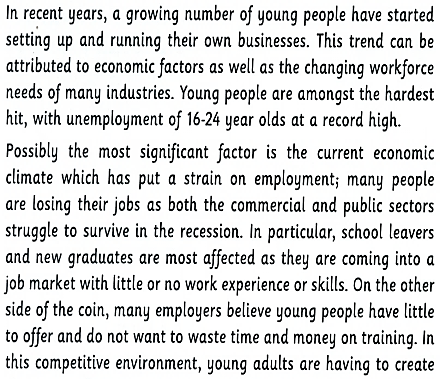 In recent years, a growing number of young people have started
setting up and running their own businesses. This trend can be
attributed to economic factors as well as the changing workforce
needs of many industries. Young people are amongst the hardest
hit, with unemployment of 16-24 year olds at a record high.
Possibly the most significant factor is the current economic
climate which has put a strain on employment; many people
are losing their jobs as both the commercial and public sectors
struggle to survive in the recession. In particular, school leavers
and new graduates are most affected as they are coming into a
job market with little or no work experience or skills. On the other
side of the coin, many employers believe young people have little
to offer and do not want to waste time and money on training. In
this competitive environment, young adults are having to create